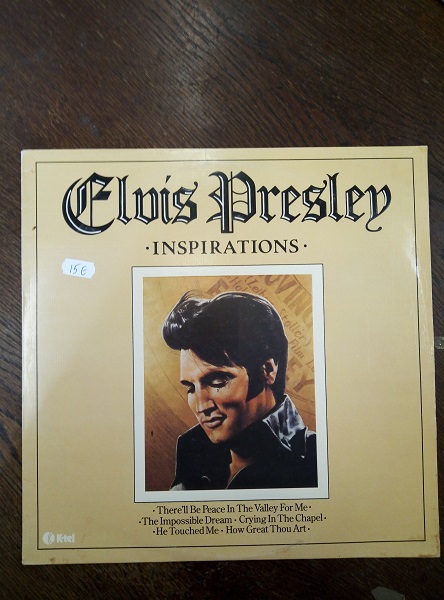 Elvis Presley
·INSPIRATIONS·
15€
· There'll Be Peace In The Valley For Me ·
· The Impossible Dream · Crying In The Chapel ·
· He Touched Me · How Great Thou Art ·
K-tel